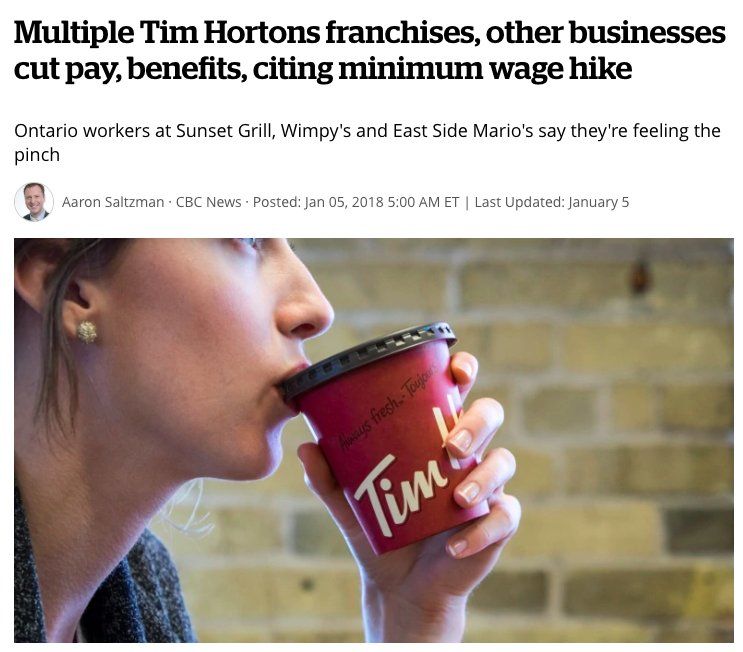 Multiple Tim Hortons franchises, other businesses
cut pay, benefits, citing minimum wage hike
Ontario workers at Sunset Grill, Wimpy's and East Side Mario's say they're feeling the
pinch
Aaron Saltzman · CBC News · Posted: Jan 05, 2018 5:00 AM ET | Last Updated: January 5
Always fresh
Tim H